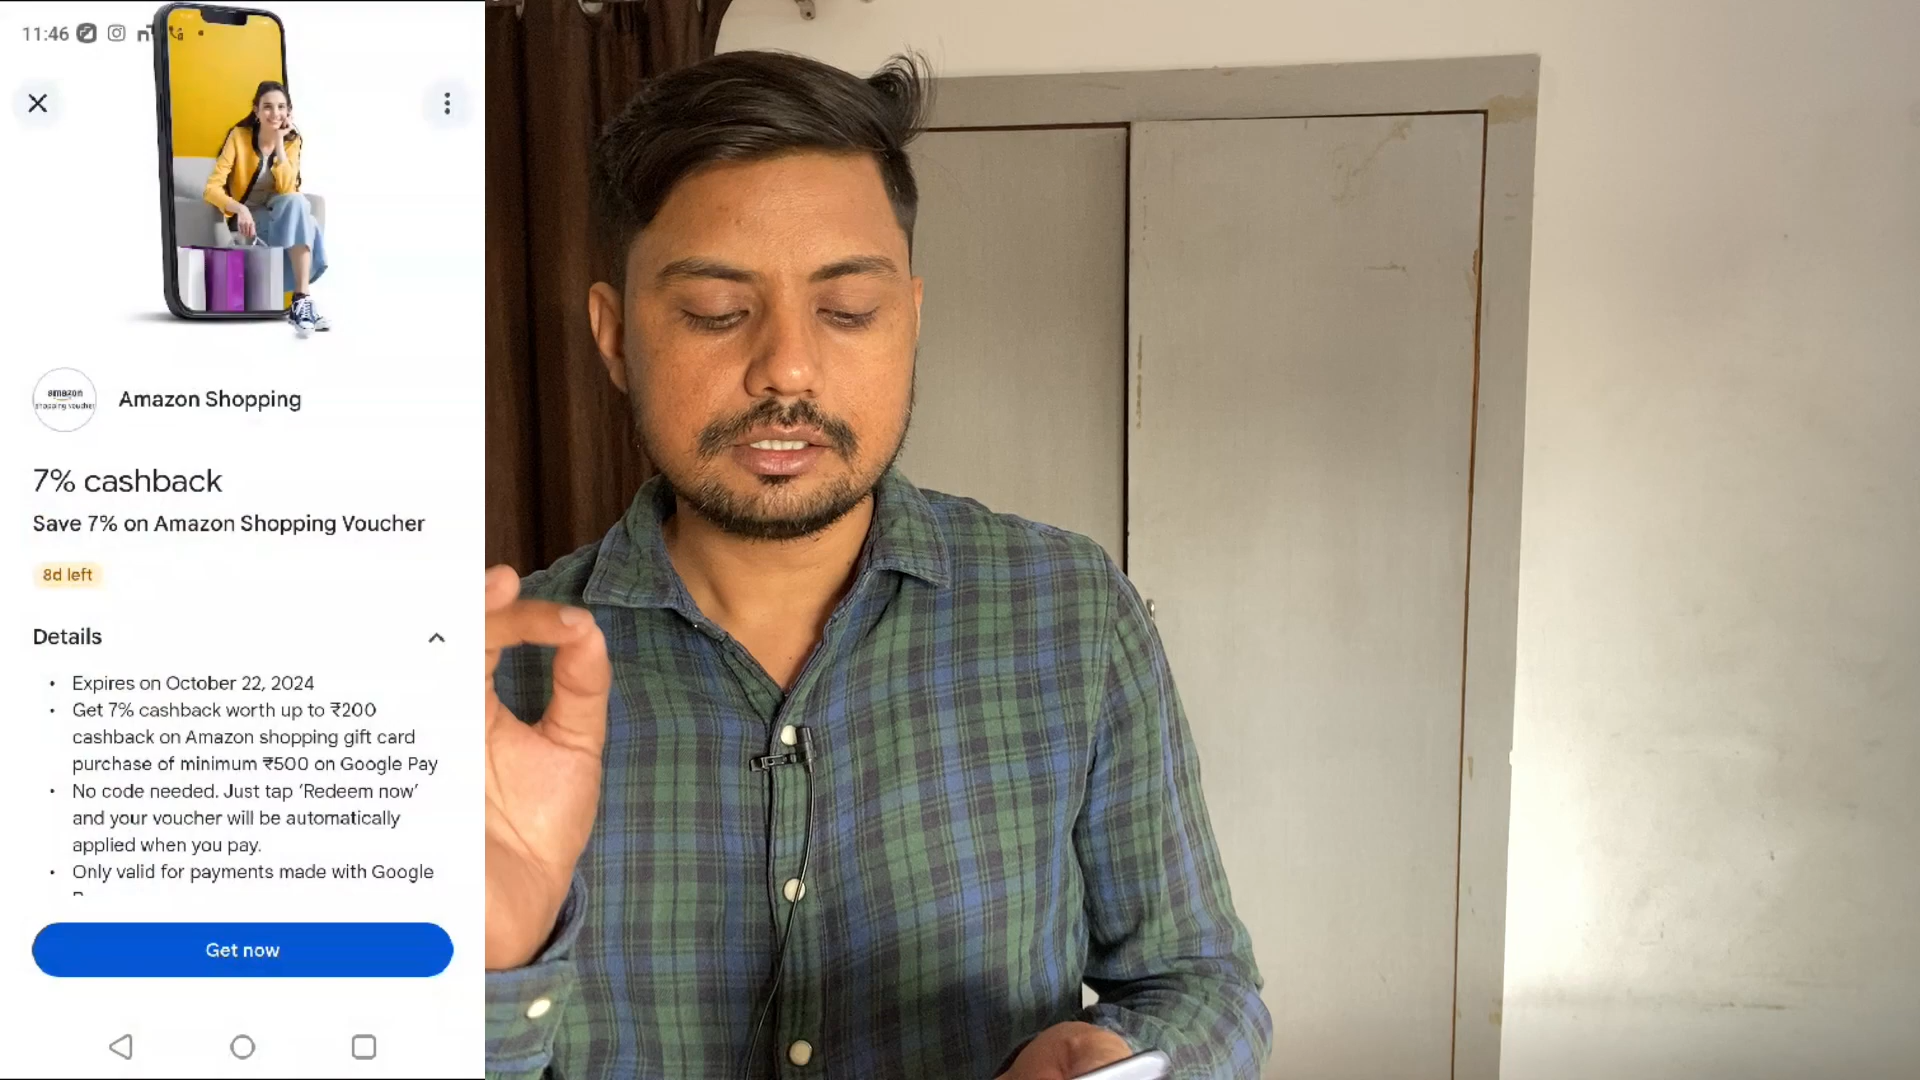 11:46
amazon
shopping voucher
Amazon Shopping
7% cashback
Save 7% on Amazon Shopping Voucher
8d left
Details
• Expires on October 22, 2024
• Get 7% cashback worth up to ₹200
cashback on Amazon shopping gift card
purchase of minimum ₹500 on Google Pay
• No code needed. Just tap ‘Redeem now’
and your voucher will be automatically
applied when you pay.
• Only valid for payments made with Google
Get now